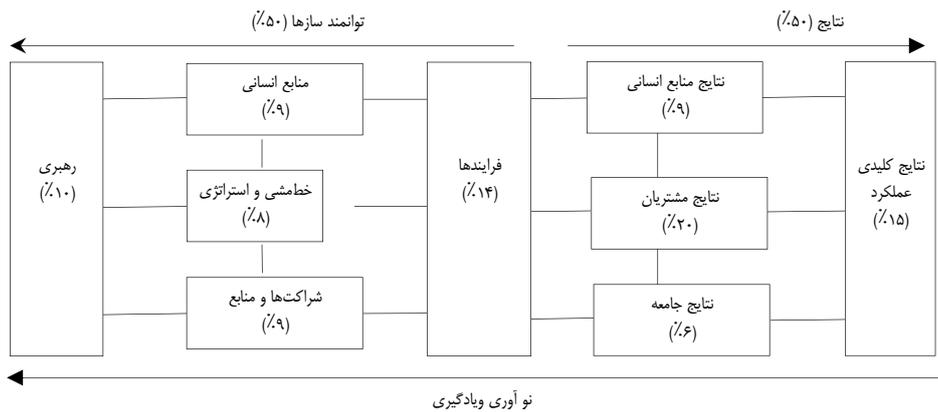 توانمند سازها (٪۵۰)
نتایج (٪۵۰)
رهبری
(٪۱۰)
منابع انسانی
(٪۹)
خط‌مشی و استراتژی
(٪۸)
شراکت‌ها و منابع
(٪۹)
فرایندها
(٪۱۴)
نتایج منابع انسانی
(٪۹)
نتایج مشتریان
(٪۲۰)
نتایج جامعه
(٪۶)
نتایج کلیدی
عملکرد
(٪۱۵)
نو آوری ویادگیری